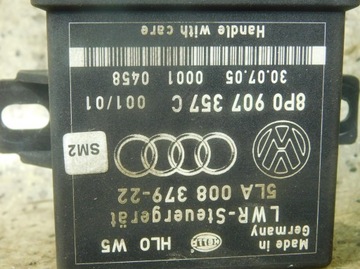 Made in
Germany
HELLA
HLO W5
LWR-Steuergerät
5LA 008 379-22
SM2
8P0 907 357 C 001/01
30.07.05 0001 0458
Handle with care